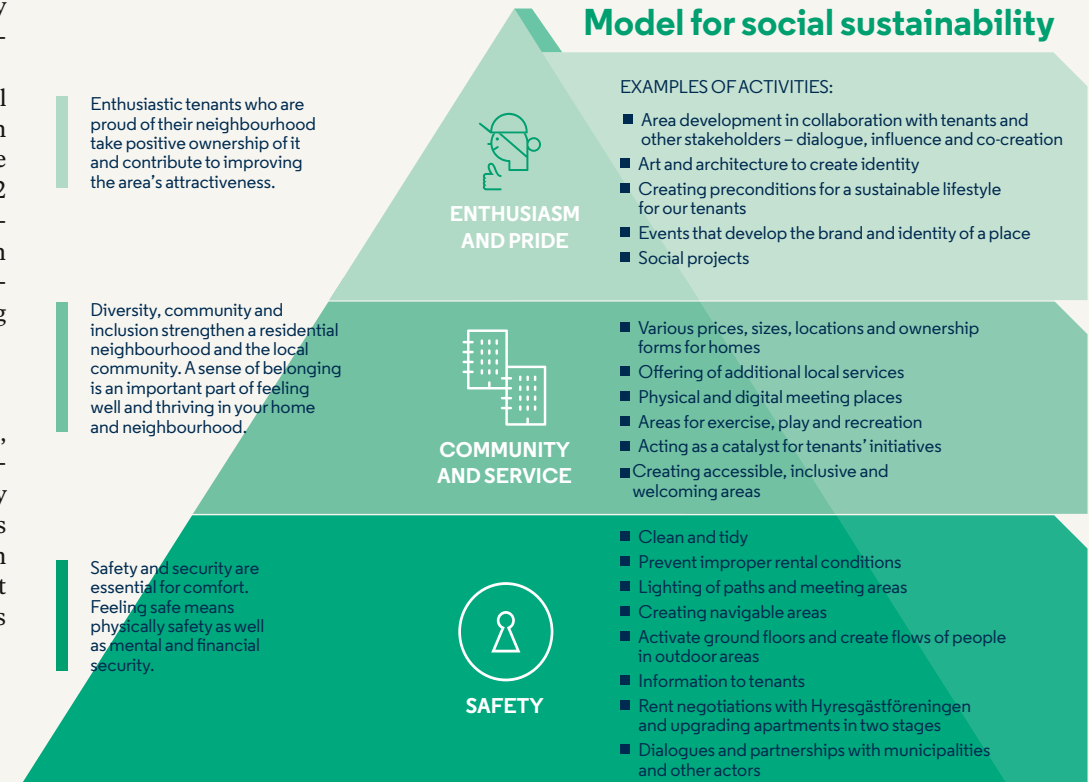 y
-
l
n
e
2
-
n
-
g
,
-
y
s
n
t
s
Model for social sustainability
Enthusiastic tenants who are
proud of their neighbourhood
take positive ownership of it
and contribute to improving
the area's attractiveness.
ENTHUSIASM
AND PRIDE
EXAMPLES OF ACTIVITIES:
■ Area development in collaboration with tenants and
other stakeholders – dialogue, influence and co-creation
■ Art and architecture to create identity
■ Creating preconditions for a sustainable lifestyle
for our tenants
■ Events that develop the brand and identity of a place
■ Social projects
Diversity, community and
inclusion strengthen a residential
neighbourhood and the local
community. A sense of belonging
is an important part of feeling
well and thriving in your home
and neighbourhood.
COMMUNITY
AND SERVICE
■ Various prices, sizes, locations and ownership
forms for homes
■ Offering of additional local services
■ Physical and digital meeting places
■ Areas for exercise, play and recreation
■ Acting as a catalyst for tenants' initiatives
■ Creating accessible, inclusive and
welcoming areas
Safety and security are
essential for comfort.
Feeling safe means
physically safety as well
as mental and financial
security.
SAFETY
■ Clean and tidy
■ Prevent improper rental conditions
■ Lighting of paths and meeting areas
■ Creating navigable areas
■ Activate ground floors and create flows of people
in outdoor areas
■ Information to tenants
■ Rent negotiations with Hyresgästföreningen
and upgrading apartments in two stages
■ Dialogues and partnerships with municipalities
and other actors